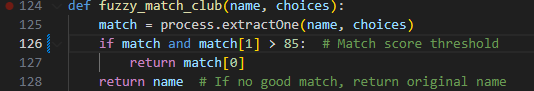 124 def fuzzy_match_club(name, choices):
125     match = process.extractOne(name, choices)
126     if match and match[1] > 85:  # Match score threshold
127         return match[0]
128     return name  # If no good match, return original name